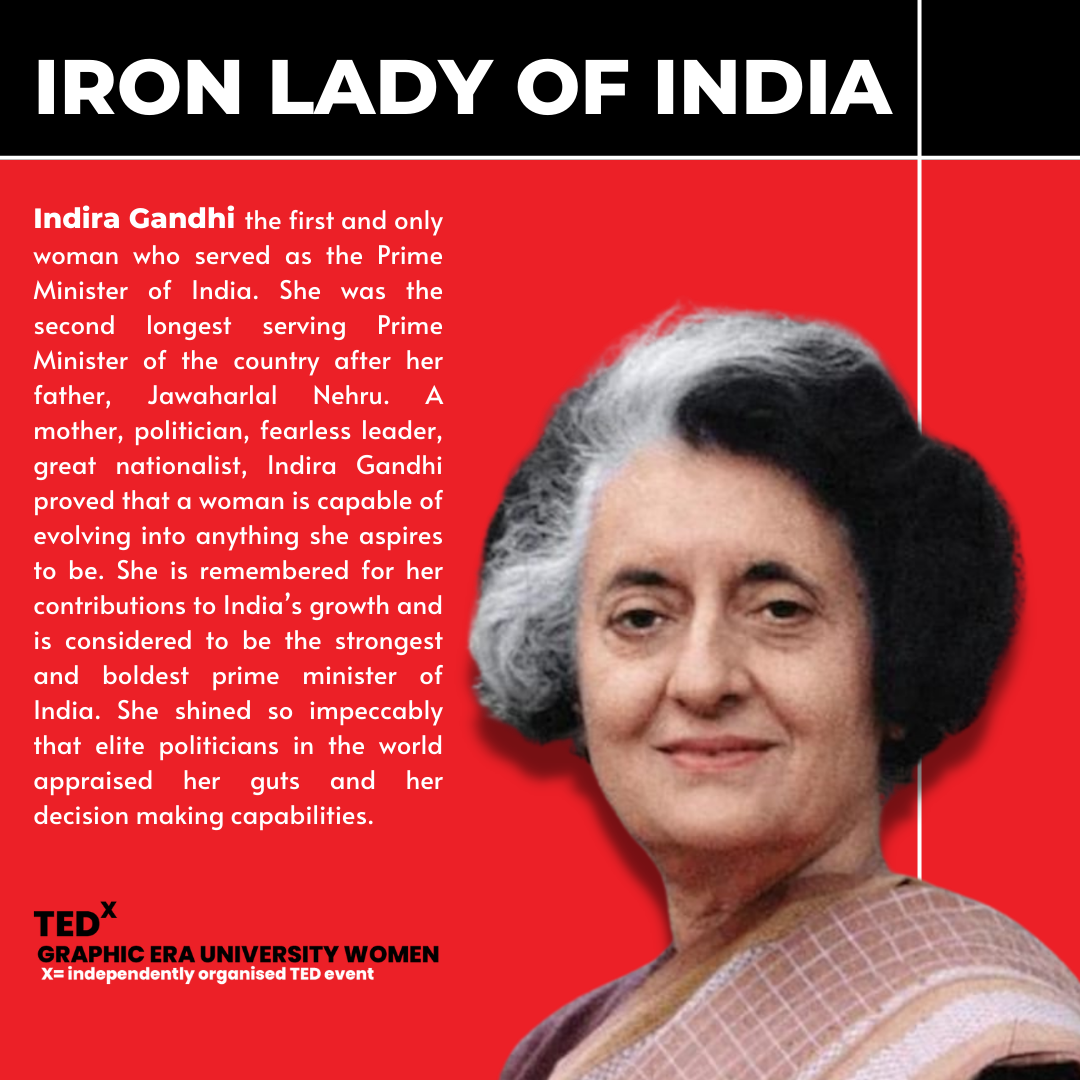 IRON LADY OF INDIA
Indira Gandhi the first and only
woman who served as the Prime
Minister of India. She was the
second longest serving Prime
Minister of the country after her
father, Jawaharlal Nehru. A
mother, politician, fearless leader,
great nationalist, Indira Gandhi
proved that a woman is capable of
evolving into anything she aspires
to be. She is remembered for her
contributions to India’s growth and
is considered to be the strongest
and boldest prime minister of
India. She shined so impeccably
that elite politicians in the world
appraised her guts and her
decision making capabilities.
TEDX
GRAPHIC ERA UNIVERSITY WOMEN
X= independently organised TED event